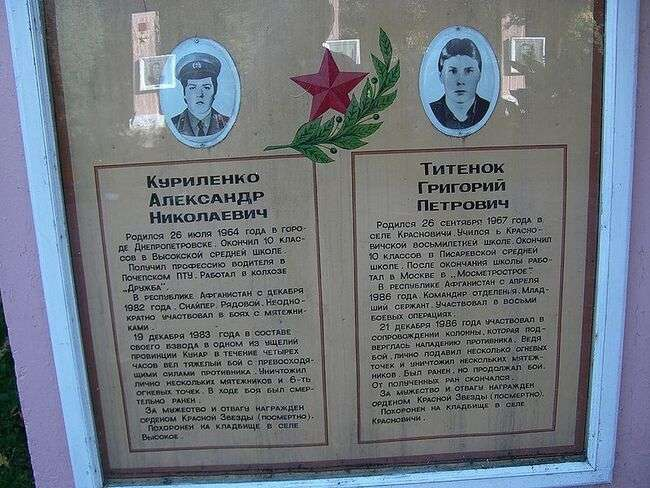 Куриленко
Александр
Николаевич
Родился 26 июля 1964 года в горо-
де Днепропетровске. Окончил 10 клас-
сов в Высокской средней школе.
Получил профессию водителя в
Почепском ПТУ. Работал в колхозе
„Дружба".
В республике Афганистан с декабря
1982 года. Снайпер. Рядовой. Неодно-
кратно участвовал в боях с мятежни-
ками.
19 декабря 1983 года в составе
своего взвода в одном из ущелий
провинции Кунар в течение четырех
часов вел тяжелый бой с превосходя-
щими силами противника. Уничтожил
лично нескольких мятежников и 6-ть
огневых точек. В ходе боя был смер-
тельно ранен.
За мужество и отвагу награжден
орденом Красной Звезды (посмертно).
Похоронен на кладбище в селе
Высокое.
Титенок
Григорий
Петрович
Родился 26 сентября 1967 года в
селе Красновичи. Учился ь Красно-
вичской восьмилетней школе. Окончил
10 классов в Писаревской средней
школе. После окончания школы рабо-
тал в Москве в „Мосметрострое"
В республике Афганистан с апреля
1986 года. Командир отделенья. Млад-
ший сержант. Участвовал в восьми
боевых операциях.
21 декабря 1986 года участвовал в
сопровождении колонны, которая под-
верглась нападению противника. Ведя
бой, лично подавил несколько огневых
точек и уничтожил нескольких мятеж-
ников. Был ранен, но продолжал бой.
От полученных ран скончался.
За мужество и отвагу награжден
орденом Красной Звезды (посмертно).
Похоронен на кладбище в селе
Красновичи.